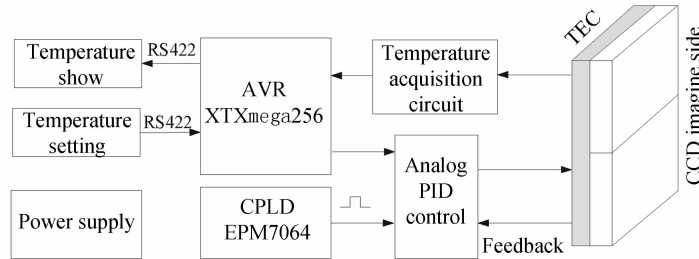 Temperature
show
RS422
AVR
XTXmega256
Temperature
acquisition
circuit
TEC
CCD imagine side
Temperature
setting
RS422
Analog
PID
control
Power supply
CPLD
EPM7064
Feedback